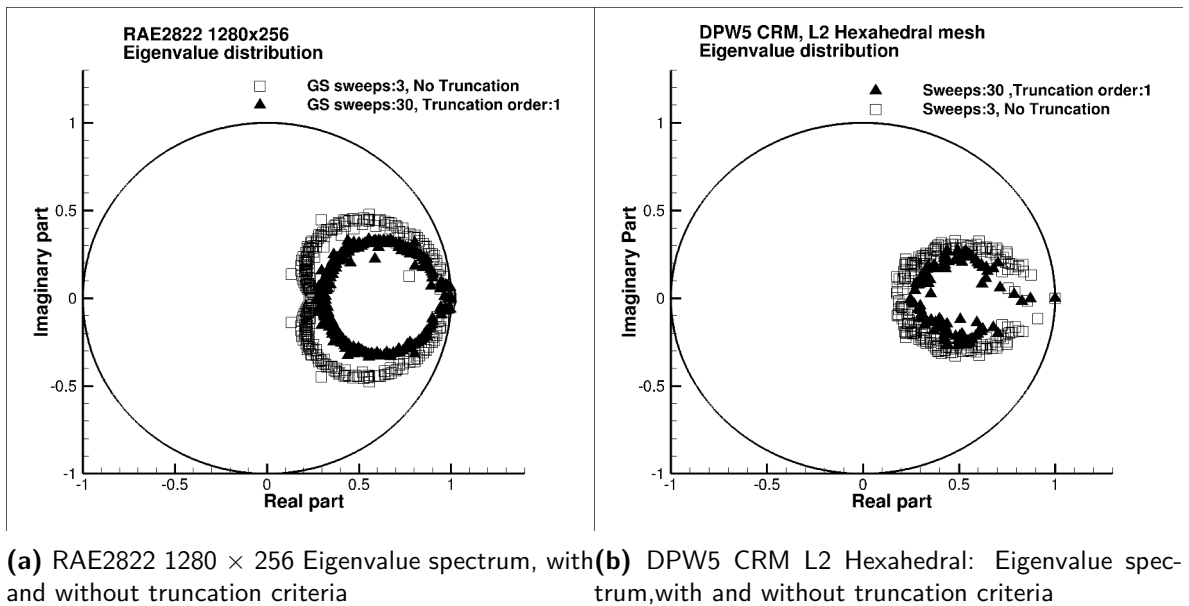 RAE2822 1280x256
Eigenvalue distribution
GS sweeps:3, No Truncation
GS sweeps:30, Truncation order:1
Imaginary part
1
0.5
0
-0.5
-1
-1
-0.5
0
0.5
1
Real part
DPW5 CRM, L2 Hexahedral mesh
Eigenvalue distribution
Sweeps:30 ,Truncation order:1
Sweeps:3, No Truncation
Imaginary Part
1
0.5
0
-0.5
-1
-1
-0.5
0
0.5
1
Real part
(a) RAE2822 1280 × 256 Eigenvalue spectrum, with
and without truncation criteria
(b) DPW5 CRM L2 Hexahedral: Eigenvalue spec-
trum,with and without truncation criteria